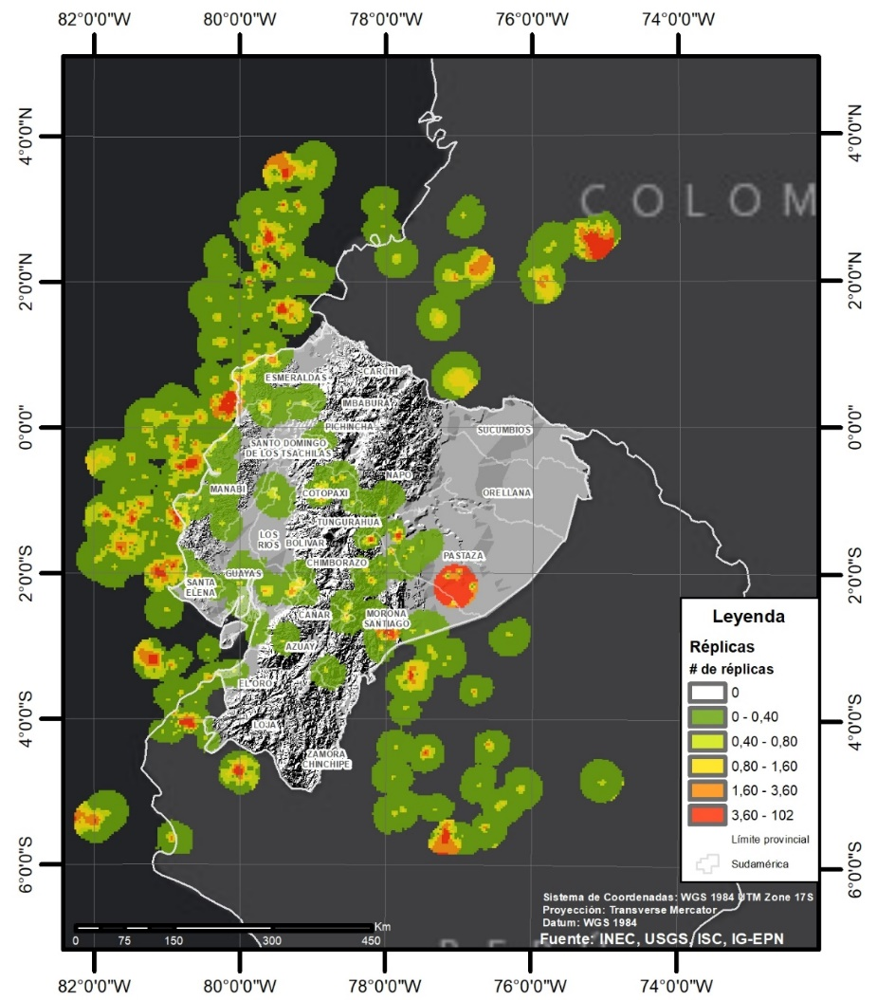 82°0'0"W 80°0'0"W 78°0'0"W 76°0'0"W 74°0'0"W
4°0'0"N
4°0'0"N
COLOM
2°0'0"N
2°0'0"N
ESMERALDAS
CARCHI
IMBABURA
0°0'0"
0°0'0"
PICHINCHA
SUCUMBIOS
SANTO DOMINGO
DE LOS TSACHILAS
NAPO
MANABI
COTOPAXI
ORELLANA
TUNGURAHUA
LOS
RIOS
BOLIVAR
PASTAZA
CHIMBORAZO
2°0'0"S
2°0'0"S
GUAYAS
SANTA
ELENA
CAÑAR
MORONA
SANTIAGO
AZUAY
EL ORO
4°0'0"S
4°0'0"S
LOJA
ZAMORA
CHINCHIPE
6°0'0"S
6°0'0"S
Leyenda
Réplicas
# de réplicas
0
0 - 0,40
0,40 - 0,80
0,80 - 1,60
1,60 - 3,60
3,60 - 102
Límite provincial
Sudamérica
Sistema de Coordenadas: WGS 1984 UTM Zone 17S
Proyección: Transverse Mercator
Datum: WGS 1984
Fuente: INEC, USGS, ISC, IG-EPN
Km
0 75 150 300 450
82°0'0"W 80°0'0"W 78°0'0"W 76°0'0"W 74°0'0"W